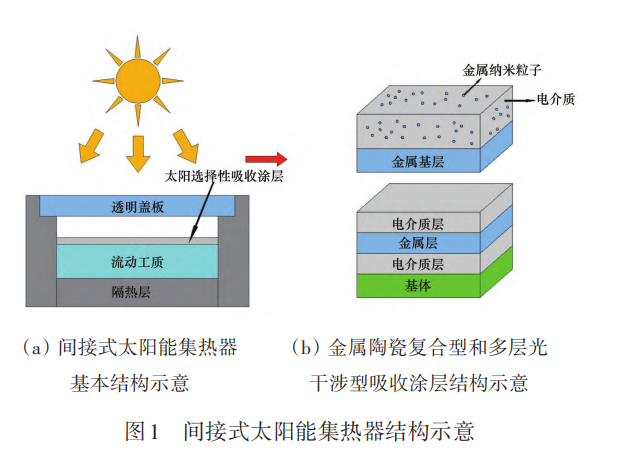 金属纳米粒子
电介质
金属基层
太阳选择性吸收涂层
透明盖板
流动工质
隔热层
电介质层
金属层
电介质层
基体
(a) 间接式太阳能集热器
基本结构示意
(b) 金属陶瓷复合型和多层光
干涉型吸收涂层结构示意
图1 间接式太阳能集热器结构示意